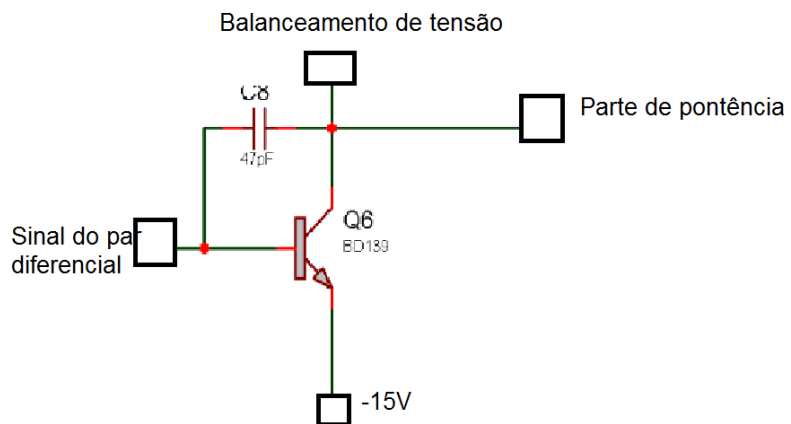 Balanceamento de tensão
C8
47pF
Parte de pontência
Q6
BD139
Sinal do par
diferencial
-15V